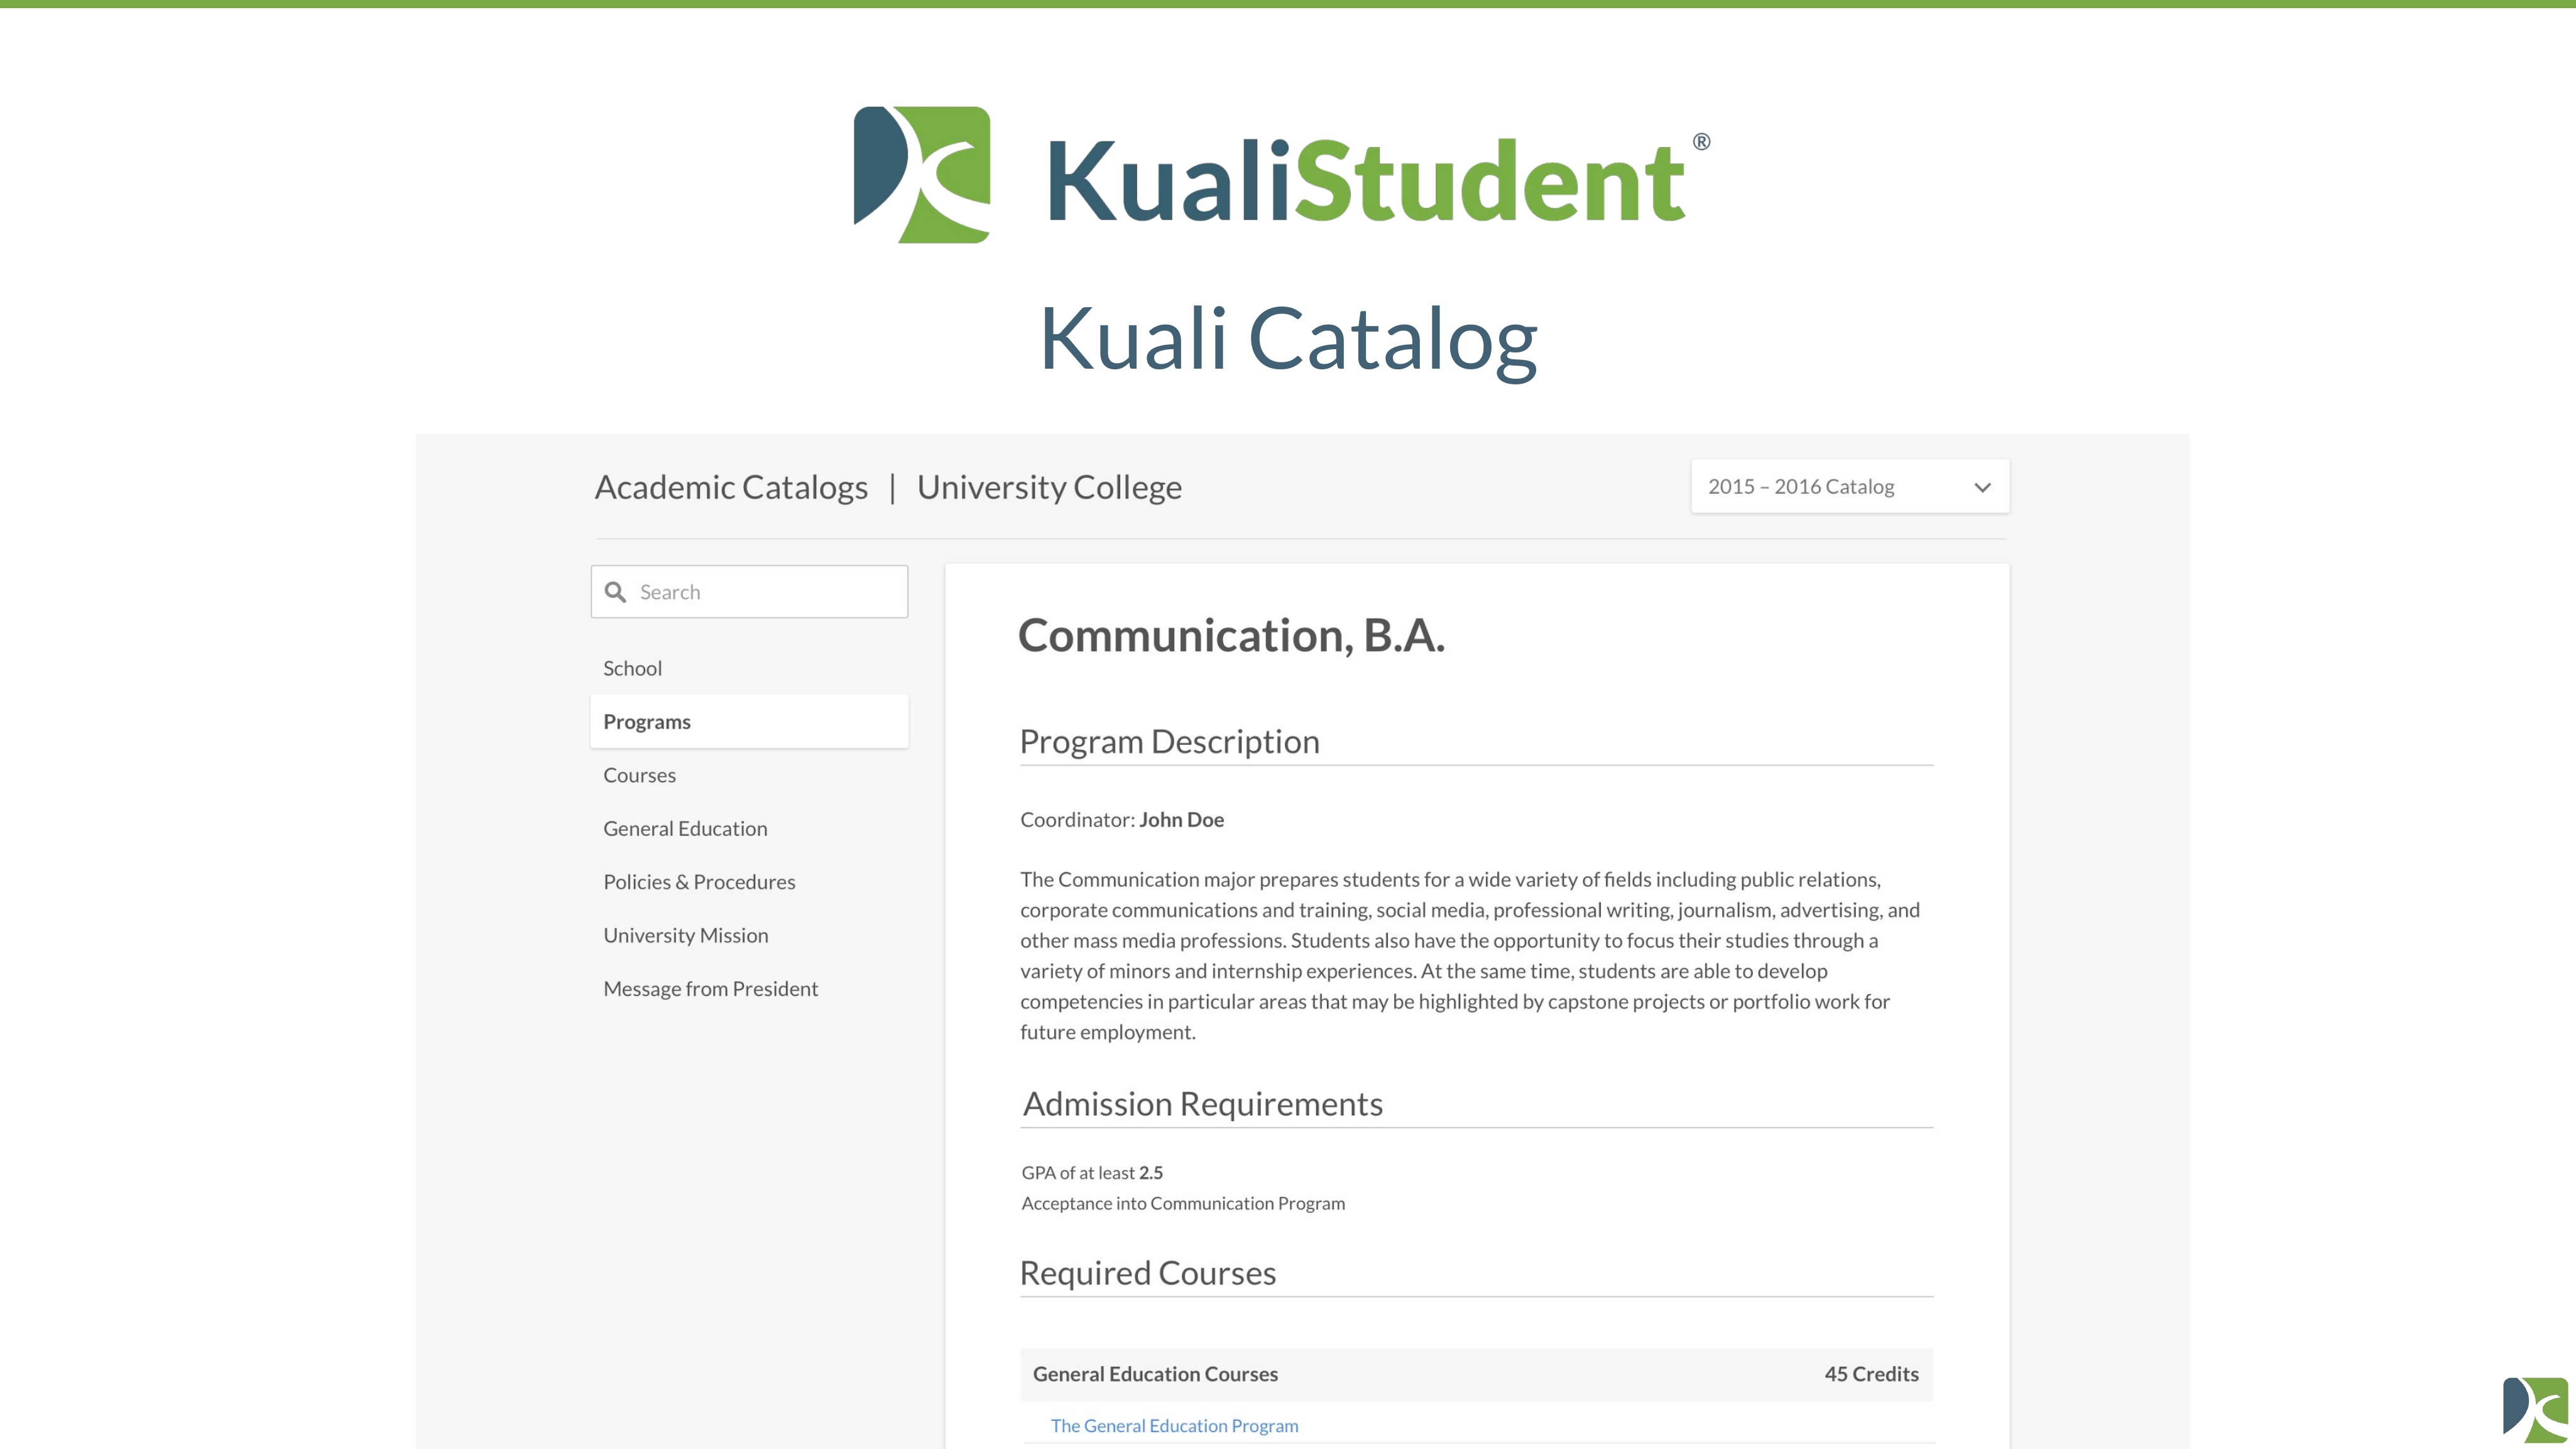 KualiStudent®
Kuali Catalog
Academic Catalogs | University College
2015 – 2016 Catalog
Search
School
Programs
Courses
General Education
Policies & Procedures
University Mission
Message from President
Communication, B.A.
Program Description
Coordinator: John Doe
The Communication major prepares students for a wide variety of fields including public relations,
corporate communications and training, social media, professional writing, journalism, advertising, and
other mass media professions. Students also have the opportunity to focus their studies through a
variety of minors and internship experiences. At the same time, students are able to develop
competencies in particular areas that may be highlighted by capstone projects or portfolio work for
future employment.
Admission Requirements
GPA of at least 2.5
Acceptance into Communication Program
Required Courses
General Education Courses 45 Credits
The General Education Program